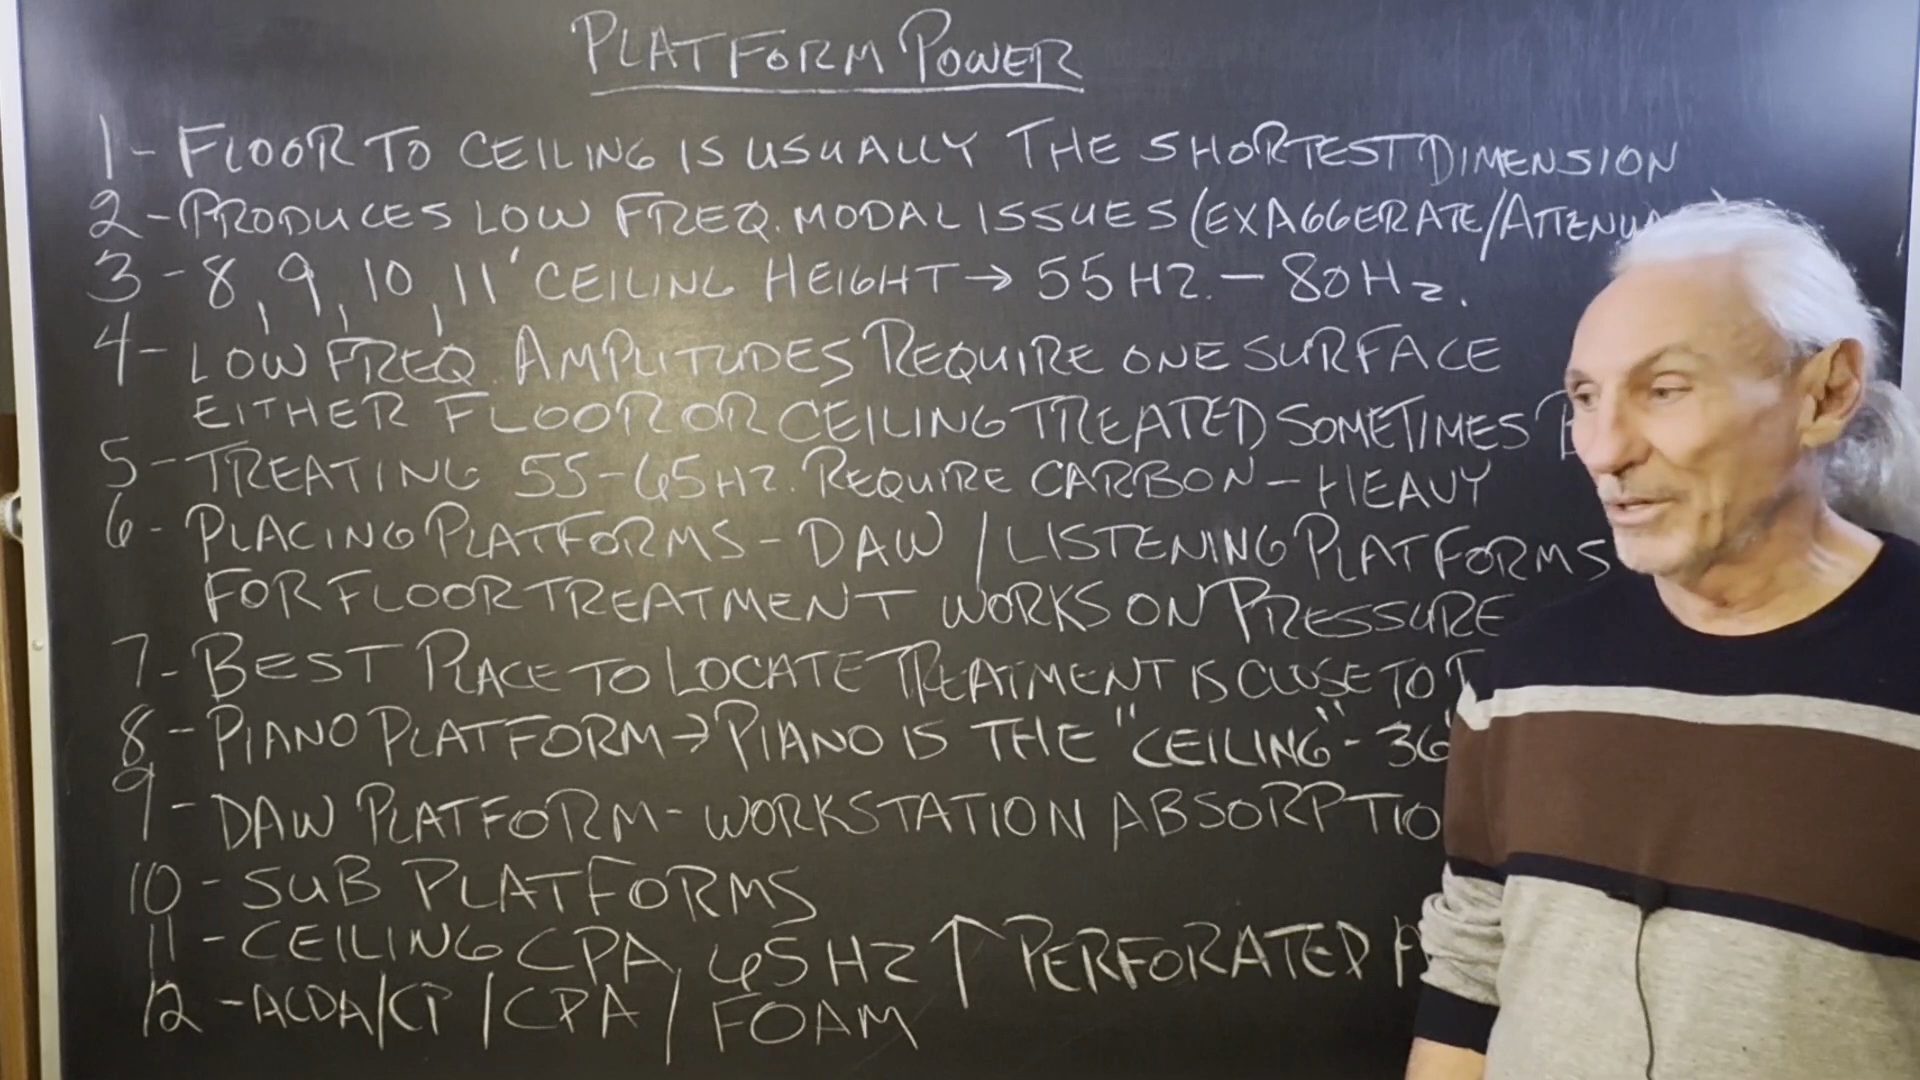 PLATFORM POWER
1 - FLOOR TO CEILING IS USUALLY THE SHORTEST DIMENSION
2 - PRODUCES LOW FREQ. MODAL ISSUES (EXAGGERATE/ATTENUA
3 - 8, 9, 10, 11' CEILING HEIGHT → 55 HZ. - 80 Hz.
4 - LOW FREQ. AMPLITUDES REQUIRE ONE SURFACE
EITHER FLOOR OR CEILING TREATED SOMETIMES
5 - TREATING 55-65 HZ. REQUIRE CARBON - HEAVY
6 - PLACING PLATFORMS - DAW / LISTENING PLATFORMS
FOR FLOOR TREATMENT WORKS ON PRESSURE
7 - BEST PLACE TO LOCATE TREATMENT IS CLOSE TO
8 - PIANO PLATFORM → PIANO IS THE "CEILING" - 36"
9 - DAW PLATFORM - WORKSTATION ABSORPTIO
10 - SUB PLATFORMS
11 - CEILING CPA, 65 HZ ↑ PERFORATED
12 - ACDA/CP/CPA/FOAM